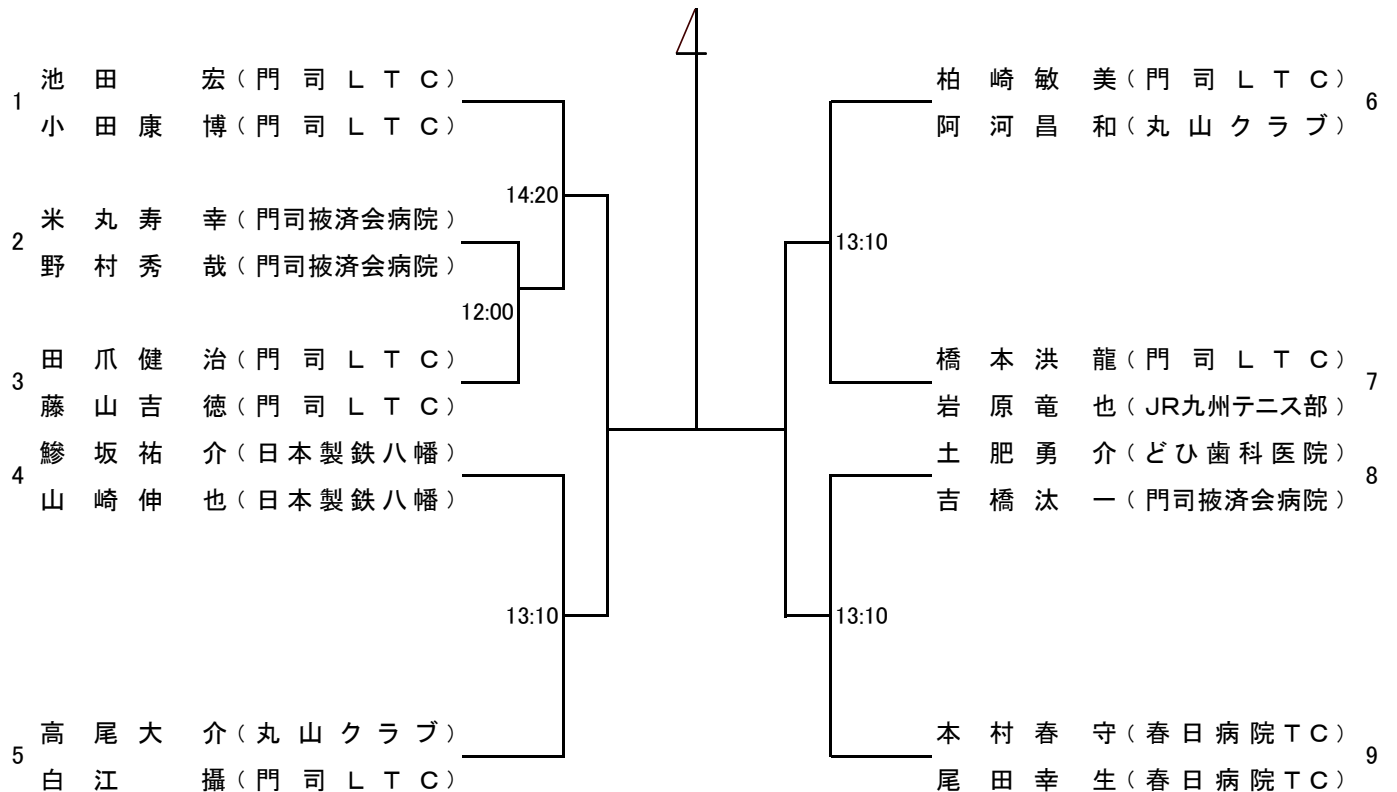 1
池田 宏(門司LTC)
小田康 博(門司LTC)
14:20
2
米丸寿 幸(門司掖済会病院)
野村秀 哉(門司掖済会病院)
12:00
3
田爪健 治(門司LTC)
藤山吉 徳(門司LTC)
4
鰺坂祐 介(日本製鉄八幡)
山崎伸 也(日本製鉄八幡)
13:10
5
高尾大 介(丸山クラブ)
白江 攝(門司LTC)
柏崎敏 美(門司LTC)
阿河昌 和(丸山クラブ)
6
13:10
橋本洪 龍(門司LTC)
岩原竜 也(JR九州テニス部)
7
土肥勇 介(どひ歯科医院)
吉橋汰 一(門司掖済会病院)
8
13:10
本村春 守(春日病院TC)
尾田幸 生(春日病院TC)
9